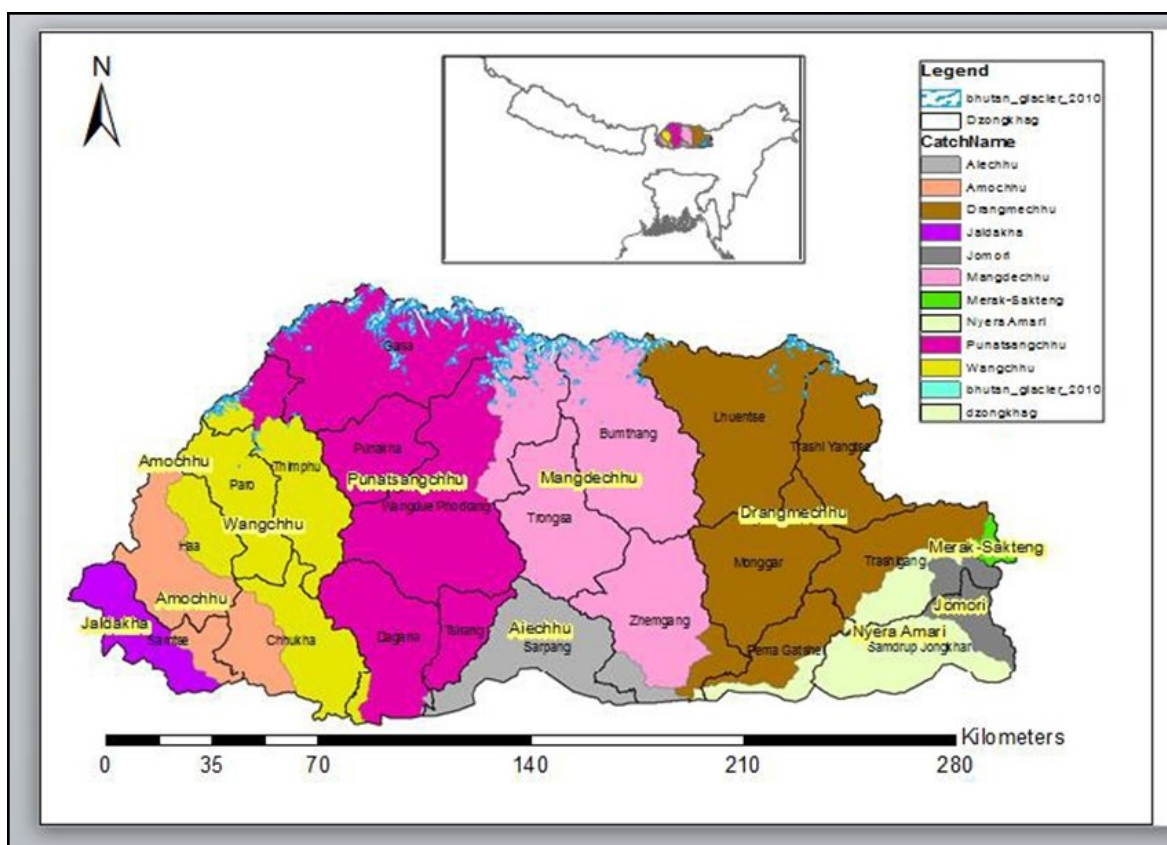 N
Legend
bhutan_glacier_2010
Dzongkhag
CatchName
Aiechhu
Amochhu
Drangmechhu
Jaldakha
Jomori
Mangdechhu
Merak-Sakteng
Nyera Amari
Punatsangchhu
Wangchhu
bhutan_glacier_2010
dzongkhag
Gasa
Lhuentse
Bumthang
Punakha
Trashi Yangtse
Amochhu
Thimphu
Paro
Punatsangchhu
Mangdechhu
Wangdue Phodrang
Drangmechhu
Trongsa
Wangchhu
Haa
Merak-Sakteng
Monggar
Trashigang
Amochhu
Jomori
Jaldakha
Samtse
Chhukha
Dagana
Tsirang
Aiechhu
Sarpang
Zhemgang
Nyera Amari
Pema Gatshel
Samdrup Jongkhar
Kilometers
0 35 70 140 210 280